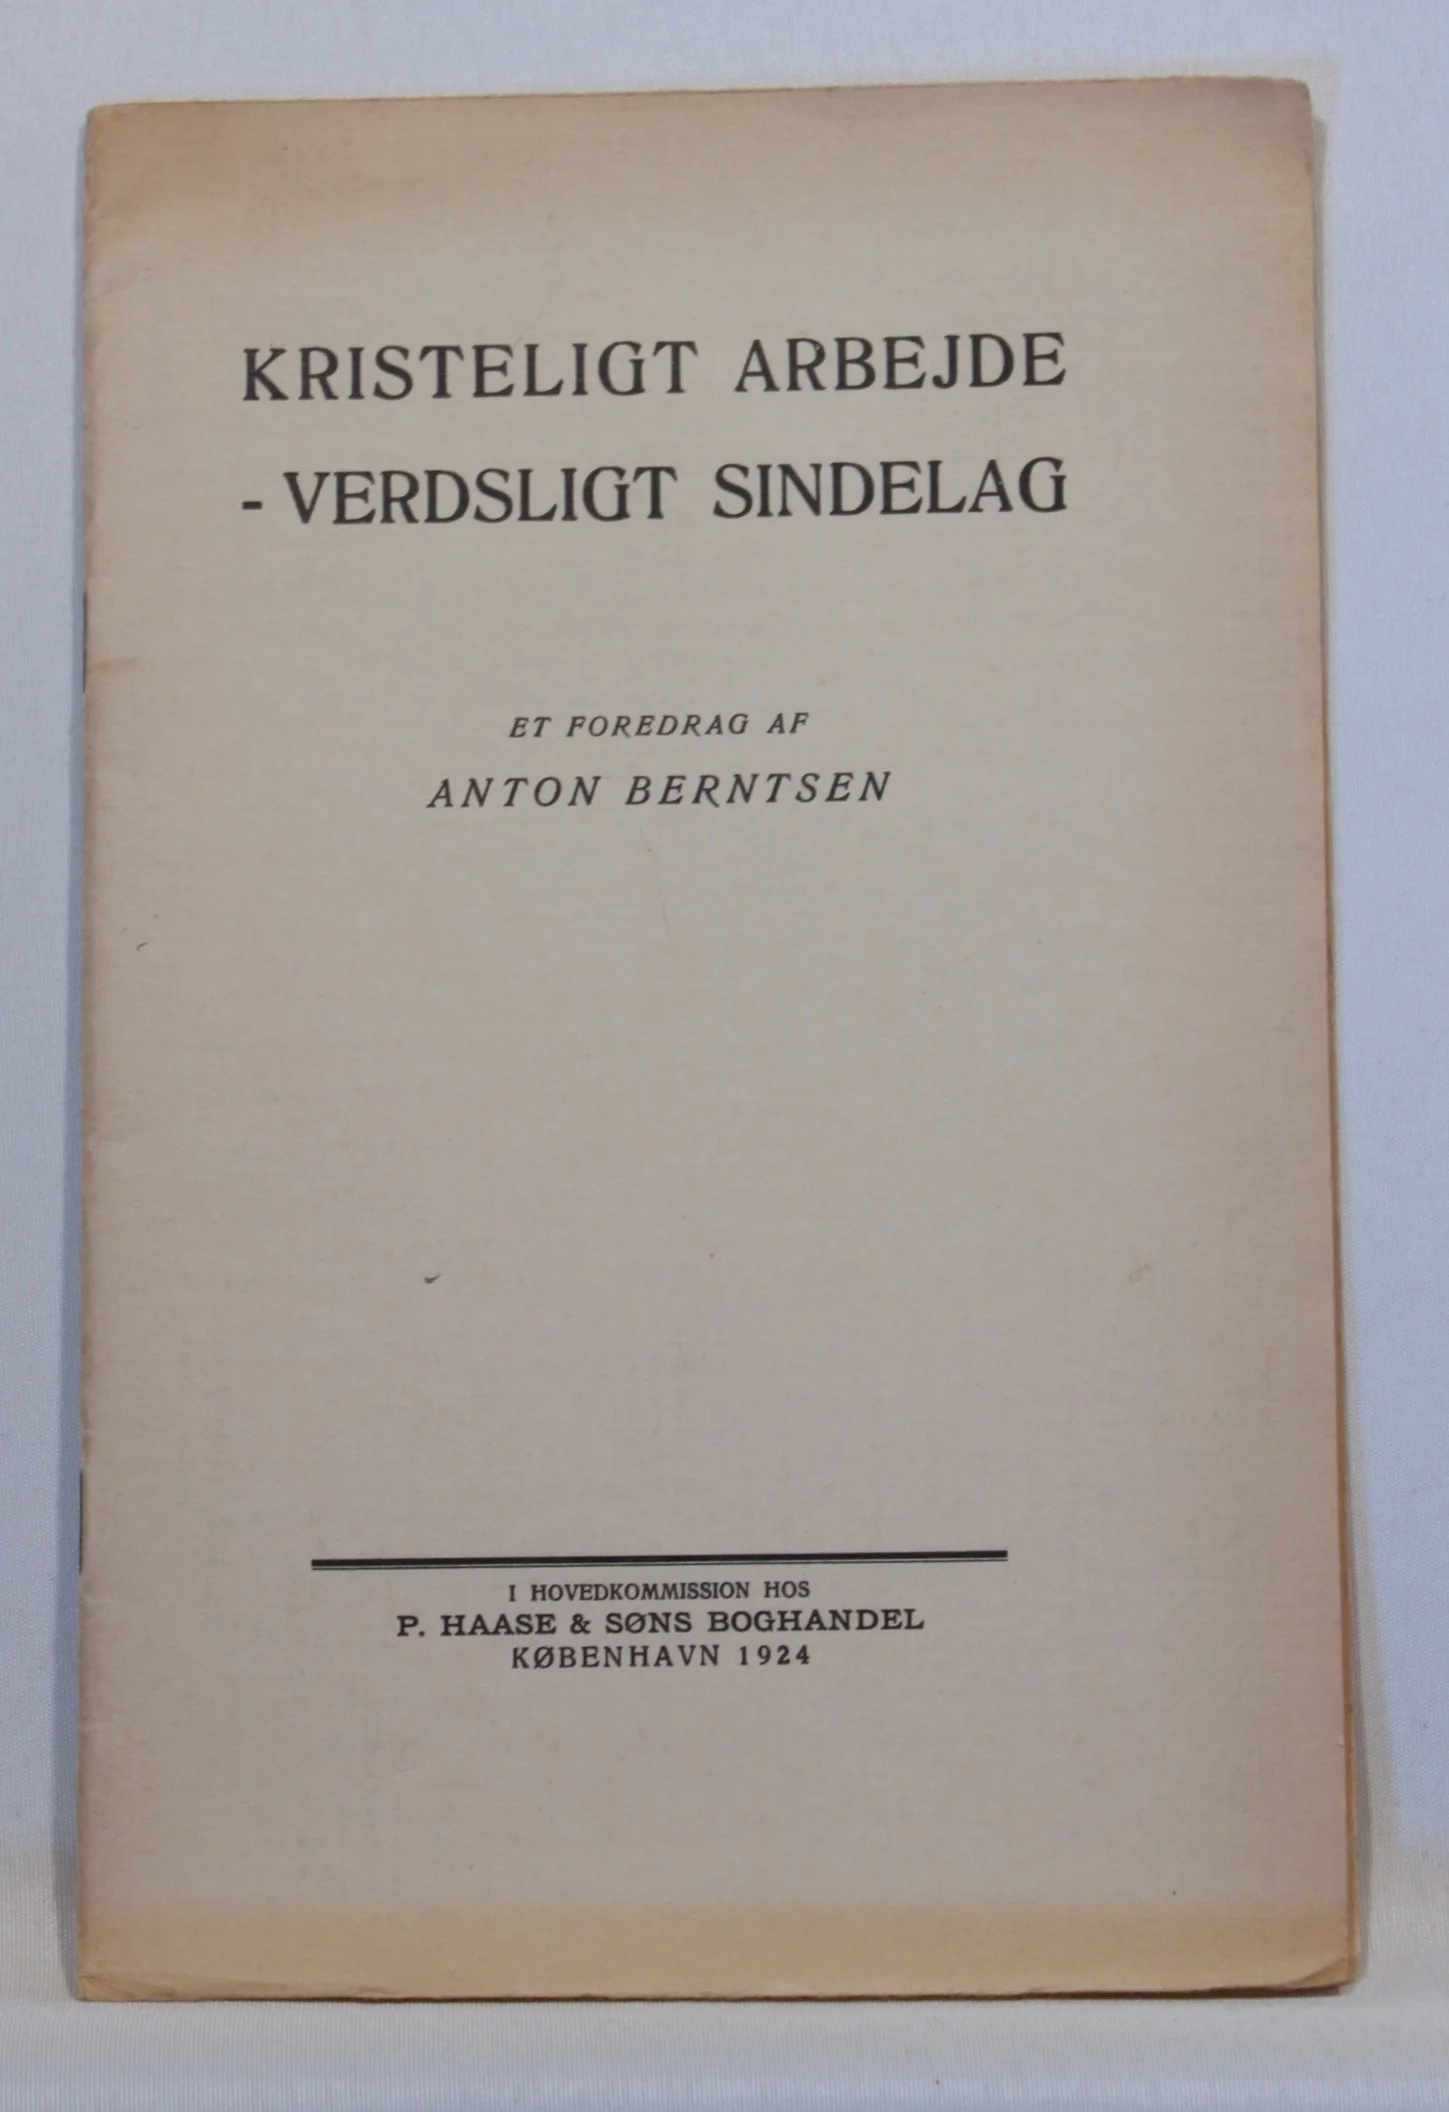 KRISTELIGT ARBEJDE
- VERDSLIGT SINDELAG
ET FOREDRAG AF
ANTON BERNTSEN
I HOVEDKOMMISSION HOS
P. HAASE & SØNS BOGHANDEL
KØBENHAVN 1924